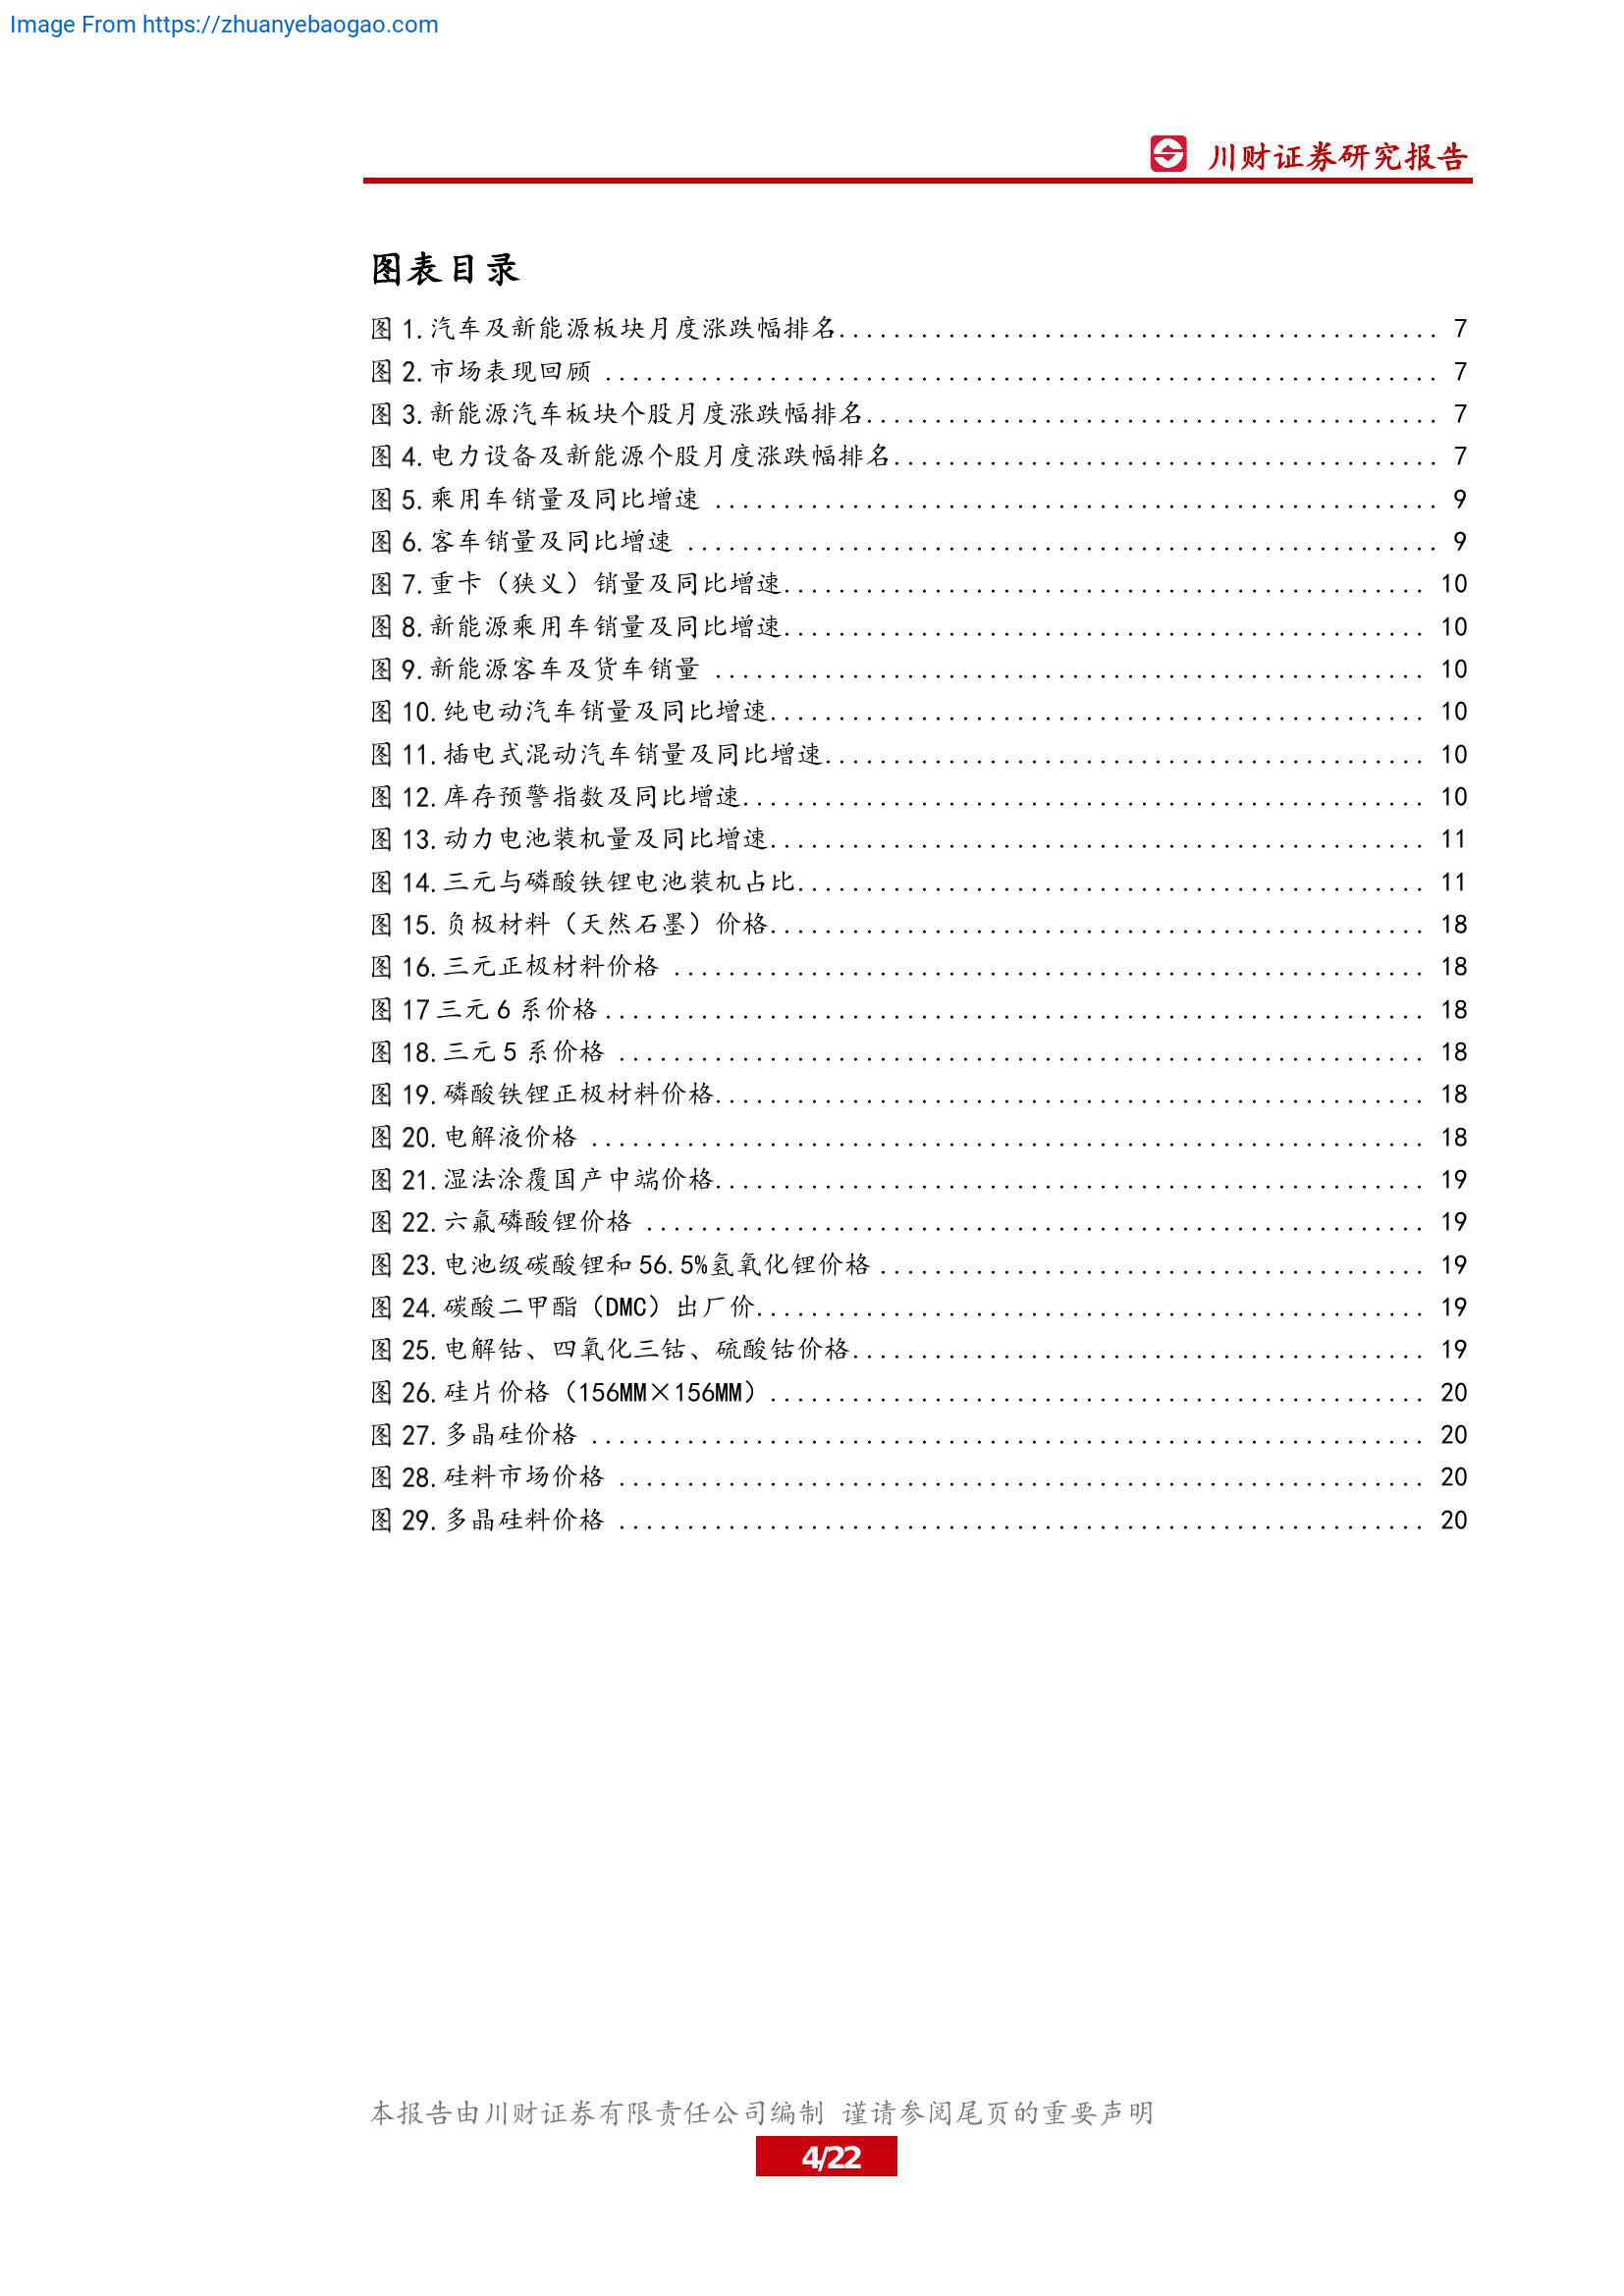 Image From https://zhuanyebaogao.com
川财证券研究报告
图表目录
图 1.汽车及新能源板块月度涨跌幅排名............................................ 7
图 2.市场表现回顾 ............................................................. 7
图 3.新能源汽车板块个股月度涨跌幅排名.......................................... 7
图 4.电力设备及新能源个股月度涨跌幅排名........................................ 7
图 5.乘用车销量及同比增速 ..................................................... 9
图 6.客车销量及同比增速 ....................................................... 9
图 7.重卡（狭义）销量及同比增速............................................... 10
图 8.新能源乘用车销量及同比增速............................................... 10
图 9.新能源客车及货车销量 .................................................... 10
图 10.纯电动汽车销量及同比增速................................................ 10
图 11.插电式混动汽车销量及同比增速............................................ 10
图 12.库存预警指数及同比增速.................................................. 10
图 13.动力电池装机量及同比增速................................................ 11
图 14.三元与磷酸铁锂电池装机占比.............................................. 11
图 15.负极材料（天然石墨）价格................................................ 18
图 16.三元正极材料价格 ....................................................... 18
图 17 三元 6 系价格............................................................ 18
图 18.三元 5 系价格 ........................................................... 18
图 19.磷酸铁锂正极材料价格.................................................... 18
图 20.电解液价格 ............................................................. 18
图 21.湿法涂覆国产中端价格.................................................... 19
图 22.六氟磷酸锂价格 ......................................................... 19
图 23.电池级碳酸锂和 56.5%氢氧化锂价格 ........................................ 19
图 24.碳酸二甲酯（DMC）出厂价................................................. 19
图 25.电解钴、四氧化三钴、硫酸钴价格.......................................... 19
图 26.硅片价格（156MM×156MM）................................................ 20
图 27.多晶硅价格 ............................................................. 20
图 28.硅料市场价格 ........................................................... 20
图 29.多晶硅料价格 ........................................................... 20
本报告由川财证券有限责任公司编制 谨请参阅尾页的重要声明
4/22